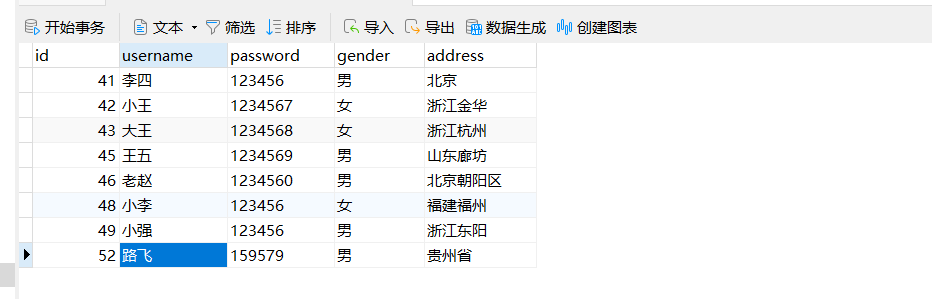 开始事务 文本 筛选 排序 导入 导出 数据生成 创建图表
id username password gender address
41 李四 123456 男 北京
42 小王 1234567 女 浙江金华
43 大王 1234568 女 浙江杭州
45 王五 1234569 男 山东廊坊
46 老赵 1234560 男 北京朝阳区
48 小李 123456 女 福建福州
49 小强 123456 男 浙江东阳
52 路飞 159579 男 贵州省